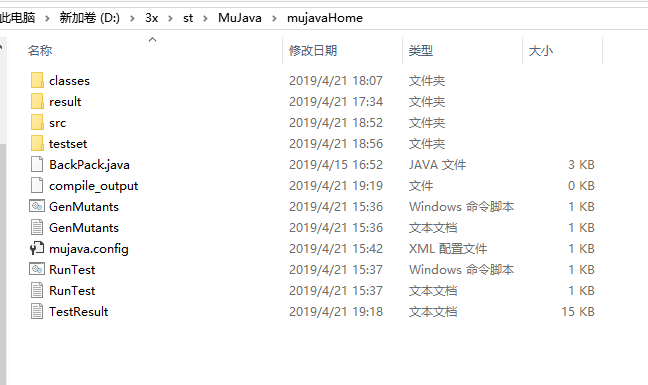 此电脑 > 新加卷 (D:) > 3x > st > MuJava > mujavaHome
名称 修改日期 类型 大小
classes 2019/4/21 18:07 文件夹
result 2019/4/21 17:34 文件夹
src 2019/4/21 18:52 文件夹
testset 2019/4/21 18:56 文件夹
BackPack.java 2019/4/15 16:52 JAVA 文件 3 KB
compile_output 2019/4/21 19:19 文件 0 KB
GenMutants 2019/4/21 15:36 Windows 命令脚本 1 KB
GenMutants 2019/4/21 15:36 文本文档 1 KB
mujava.config 2019/4/21 15:42 XML 配置文件 1 KB
RunTest 2019/4/21 15:37 Windows 命令脚本 1 KB
RunTest 2019/4/21 15:37 文本文档 1 KB
TestResult 2019/4/21 19:18 文本文档 15 KB